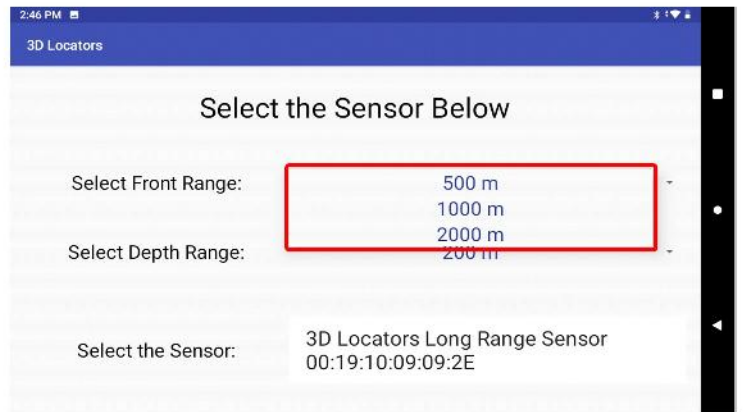 2:46 PM
3D Locators
Select the Sensor Below
Select Front Range:
500 m
1000 m
2000 m
Select Depth Range:
200 m
Select the Sensor:
3D Locators Long Range Sensor
00:19:10:09:09:2E